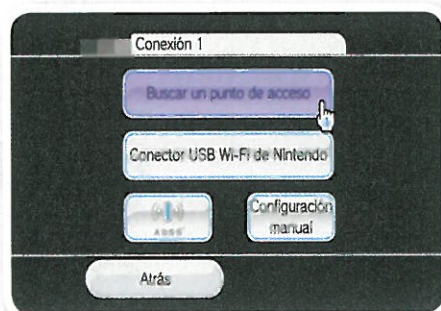 Conexión 1
Buscar un punto de acceso
Conector USB Wi-Fi de Nintendo
AOSS
Configuración
manual
Atrás